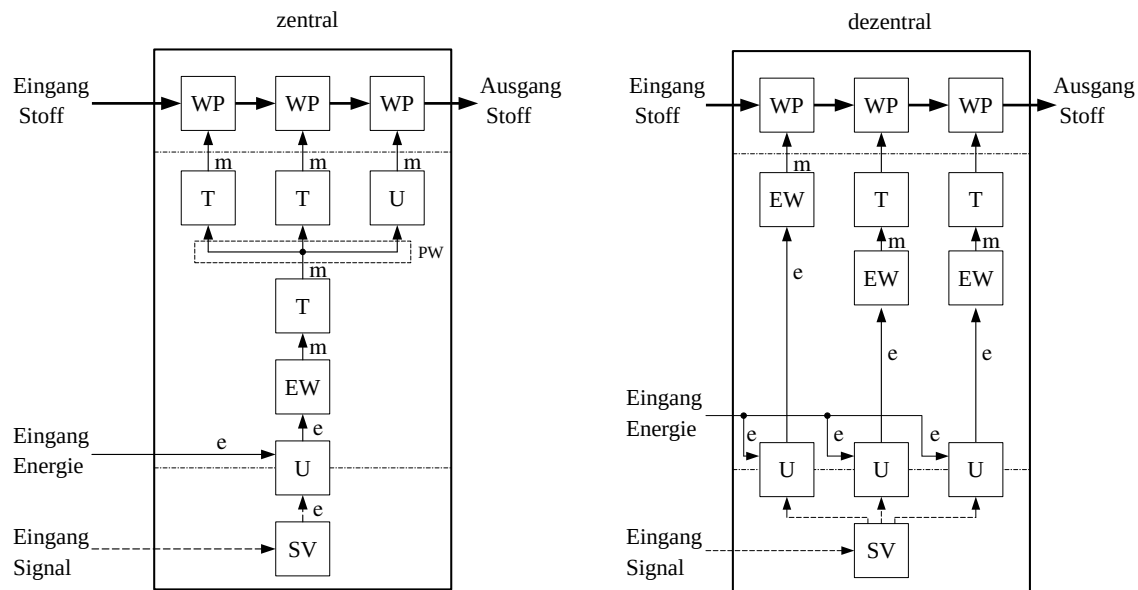 zentral
Eingang
Stoff
WP
WP
WP
Ausgang
Stoff
m
m
m
T
T
U
PW
m
T
m
EW
e
Eingang
Energie
e
U
e
Eingang
Signal
SV
dezentral
Eingang
Stoff
WP
WP
WP
Ausgang
Stoff
m
EW
T
T
m
m
e
EW
EW
e
e
Eingang
Energie
e
e
e
U
U
U
Eingang
Signal
SV